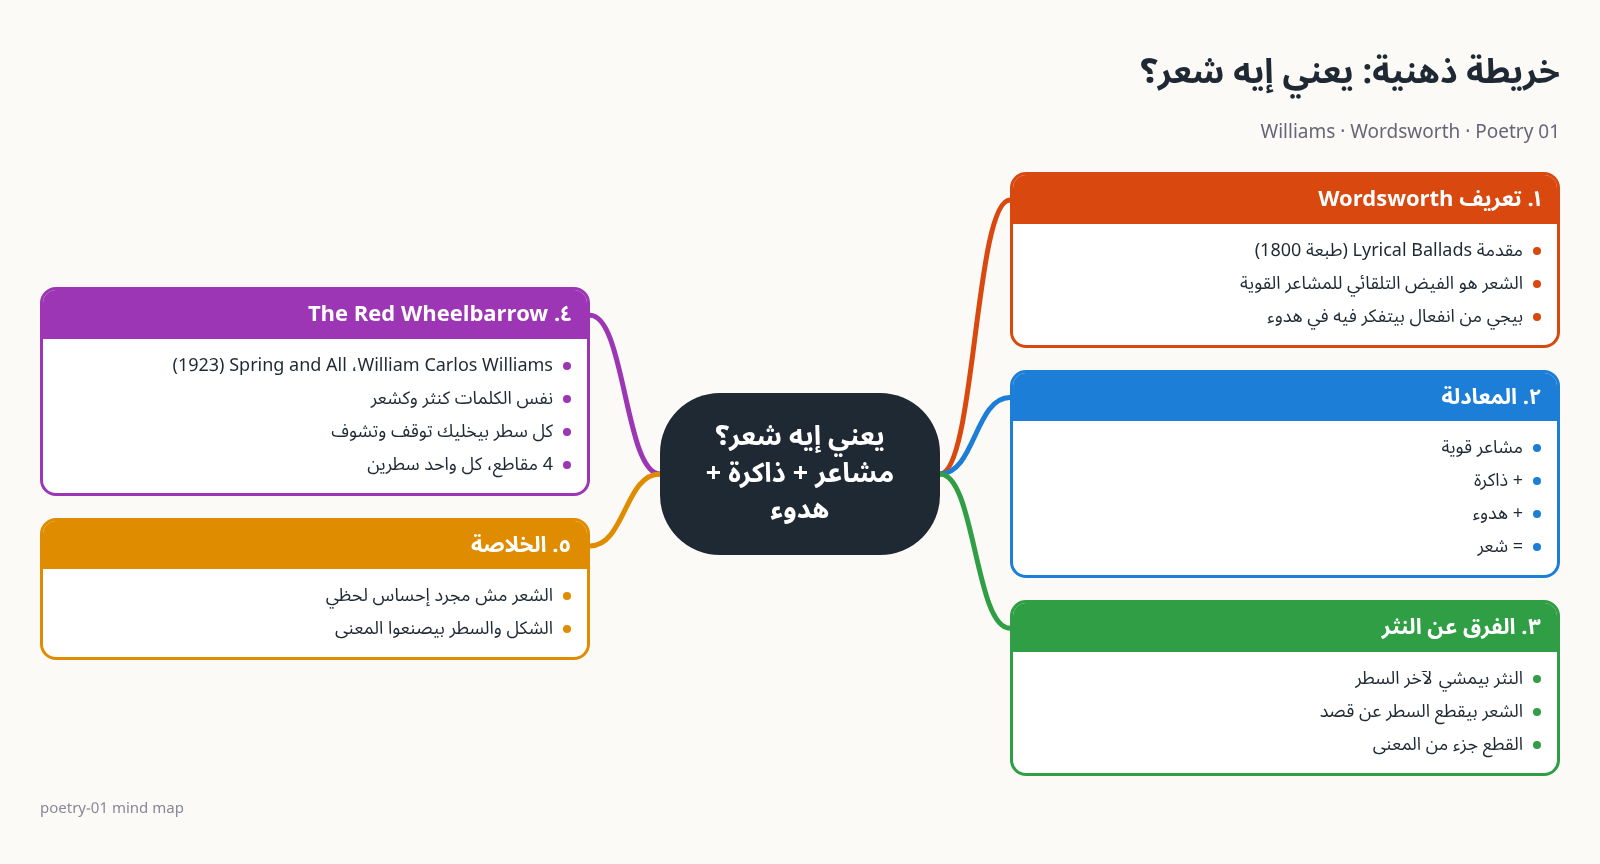 خريطة ذهنية: يعني إيه شعر؟
Williams · Wordsworth · Poetry 01
١. تعريف Wordsworth
مقدمة Lyrical Ballads (طبعة 1800)
الشعر هو الفيض التلقائي للمشاعر القوية
بيجي من انفعال بيتفكر فيه في هدوء
٢. المعادلة
مشاعر قوية
+ ذاكرة
+ هدوء
= شعر
٣. الفرق عن النثر
النثر بيمشي لآخر السطر
الشعر بيقطع السطر عن قصد
القطع جزء من المعنى
يعني إيه شعر؟
مشاعر + ذاكرة +
هدوء
٤. The Red Wheelbarrow
William Carlos Williams، Spring and All (1923)
نفس الكلمات كنثر وكشعر
كل سطر بيخليك توقف وتشوف
4 مقاطع، كل واحد سطرين
٥. الخلاصة
الشعر مش مجرد إحساس لحظي
الشكل والسطر بيصنعوا المعنى
poetry-01 mind map